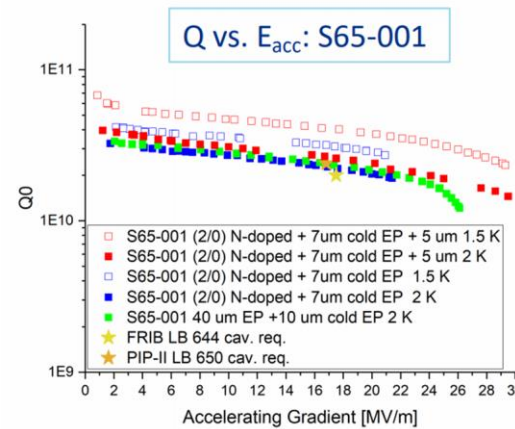 Q vs. Eacc: S65-001
1E11
1E10
1E9
Q0
S65-001 (2/0) N-doped + 7um cold EP + 5 um 1.5 K
S65-001 (2/0) N-doped + 7um cold EP + 5 um 2 K
S65-001 (2/0) N-doped + 7um cold EP 1.5 K
S65-001 (2/0) N-doped + 7um cold EP 2 K
S65-001 40 um EP +10 um cold EP 2 K
FRIB LB 644 cav. req.
PIP-II LB 650 cav. req.
0 2 4 6 8 10 12 14 16 18 20 22 24 26 28
Accelerating Gradient [MV/m]